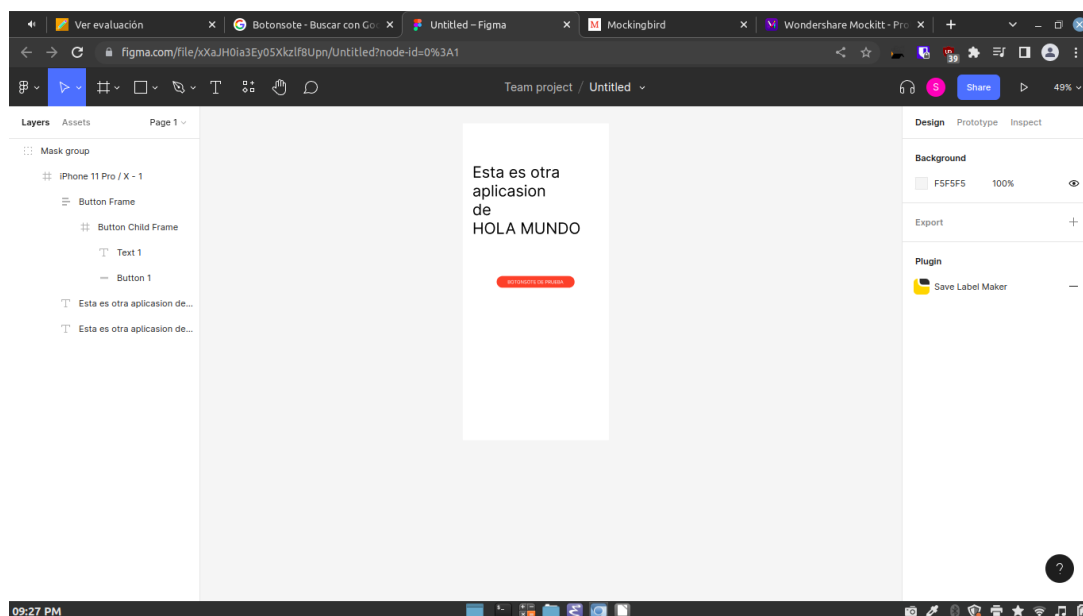 Ver evaluación
Botonsote - Buscar con Go
Untitled – Figma
Mockingbird
Wondershare Mockitt - Pro
figma.com/file/xXaJH0ia3Ey05XkzIf8Upn/Untitled?node-id=0%3A1
39
Team project / Untitled
S
Share
49%
Layers
Assets
Page 1
Design
Prototype
Inspect
Mask group
iPhone 11 Pro / X - 1
Button Frame
Button Child Frame
Text 1
Button 1
Esta es otra aplicasion de...
Esta es otra aplicasion de...
Esta es otra
aplicasion
de
HOLA MUNDO
BOTONSOTE DE PRUEBA
Background
F5F5F5
100%
Export
Plugin
Save Label Maker
?
09:27 PM